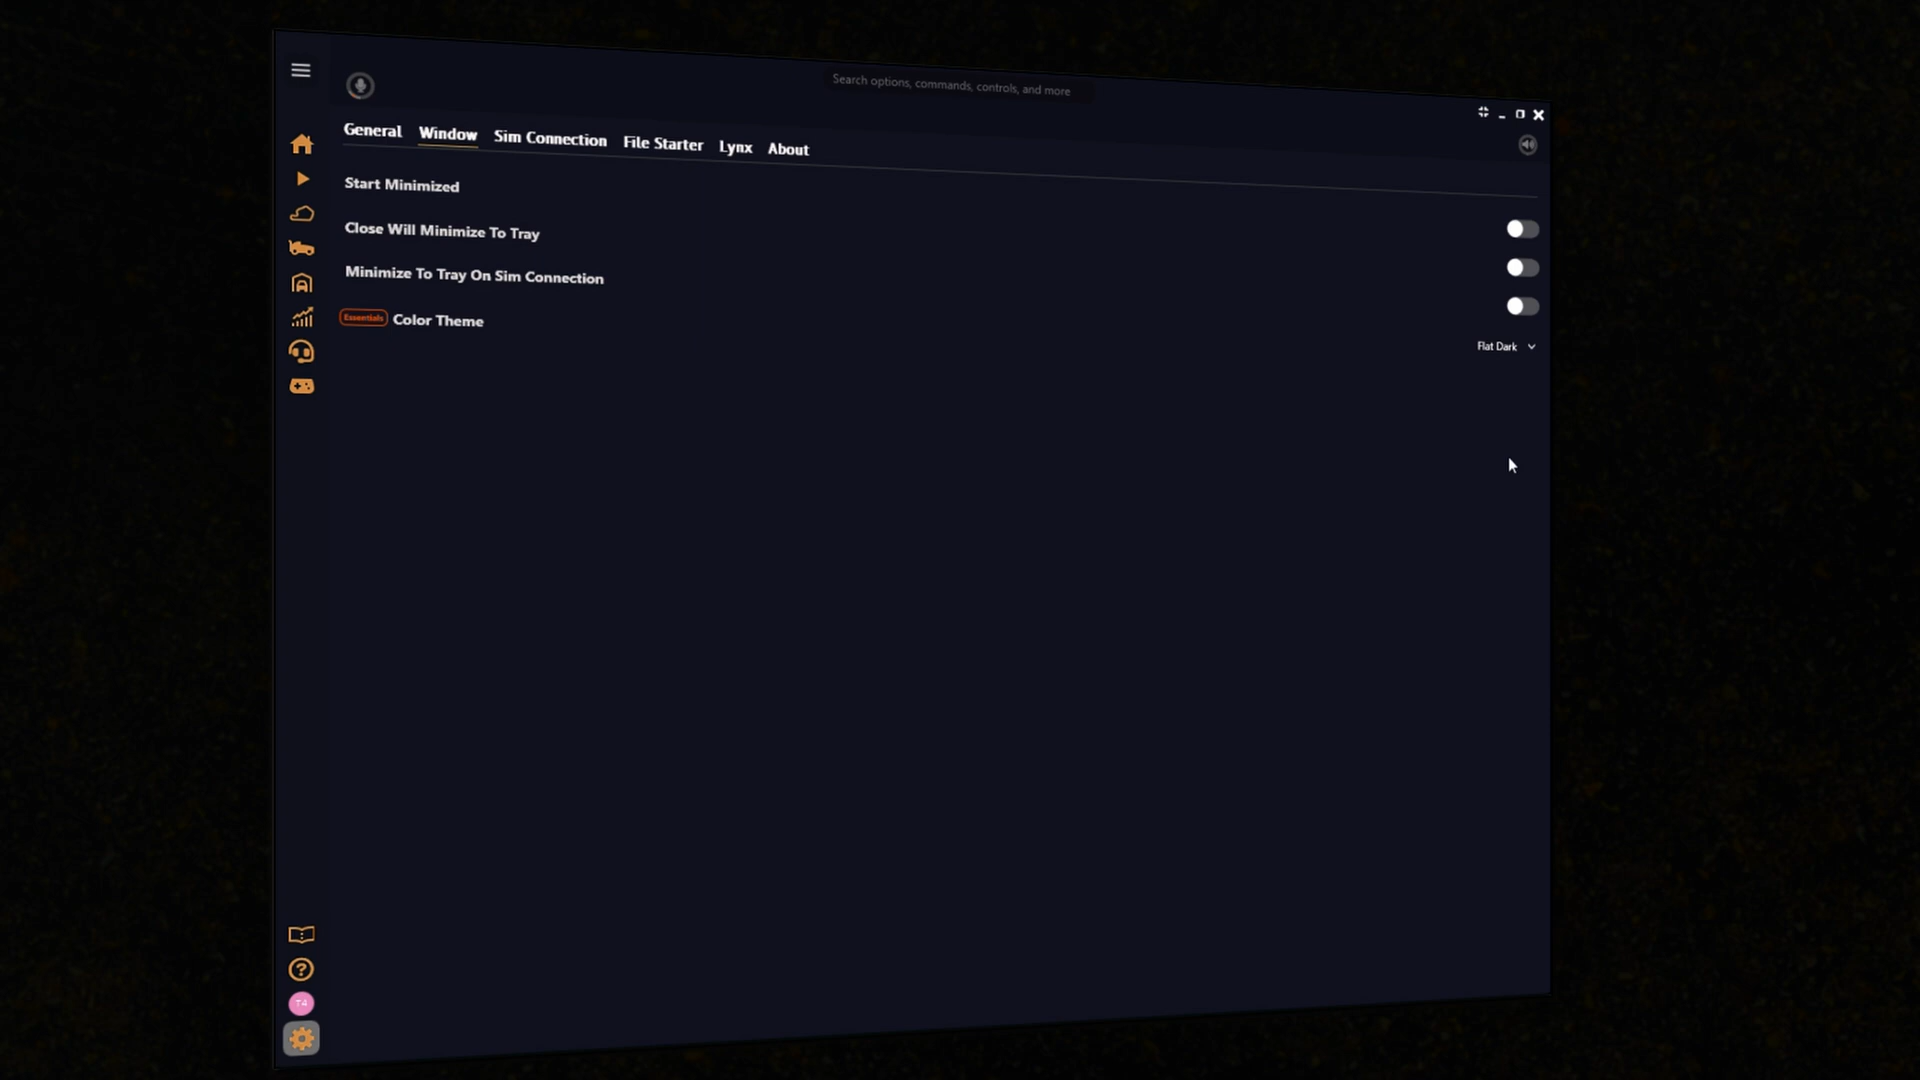 Search options, commands, controls, and more
General Window Sim Connection File Starter Lynx About
Start Minimized
Close Will Minimize To Tray
Minimize To Tray On Sim Connection
Essentials Color Theme
Flat Dark
T4